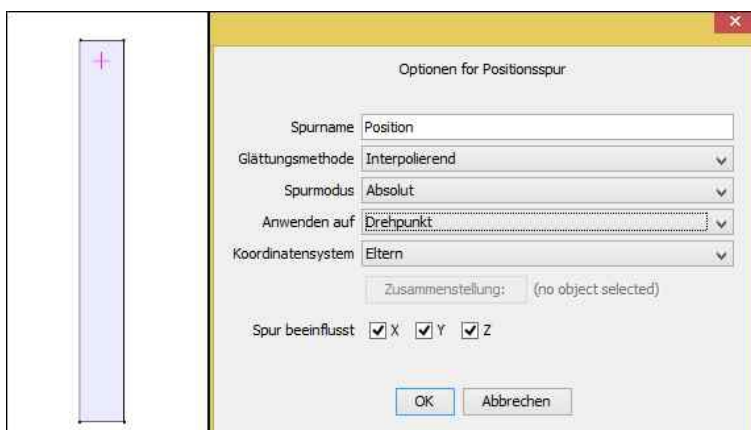 Optionen for Positionsspur
Spurname Position
Glättungsmethode Interpolierend
Spurmodus Absolut
Anwenden auf Drehpunkt
Koordinatensystem Eltern
Zusammenstellung: (no object selected)
Spur beeinflusst X Y Z
OK Abbrechen